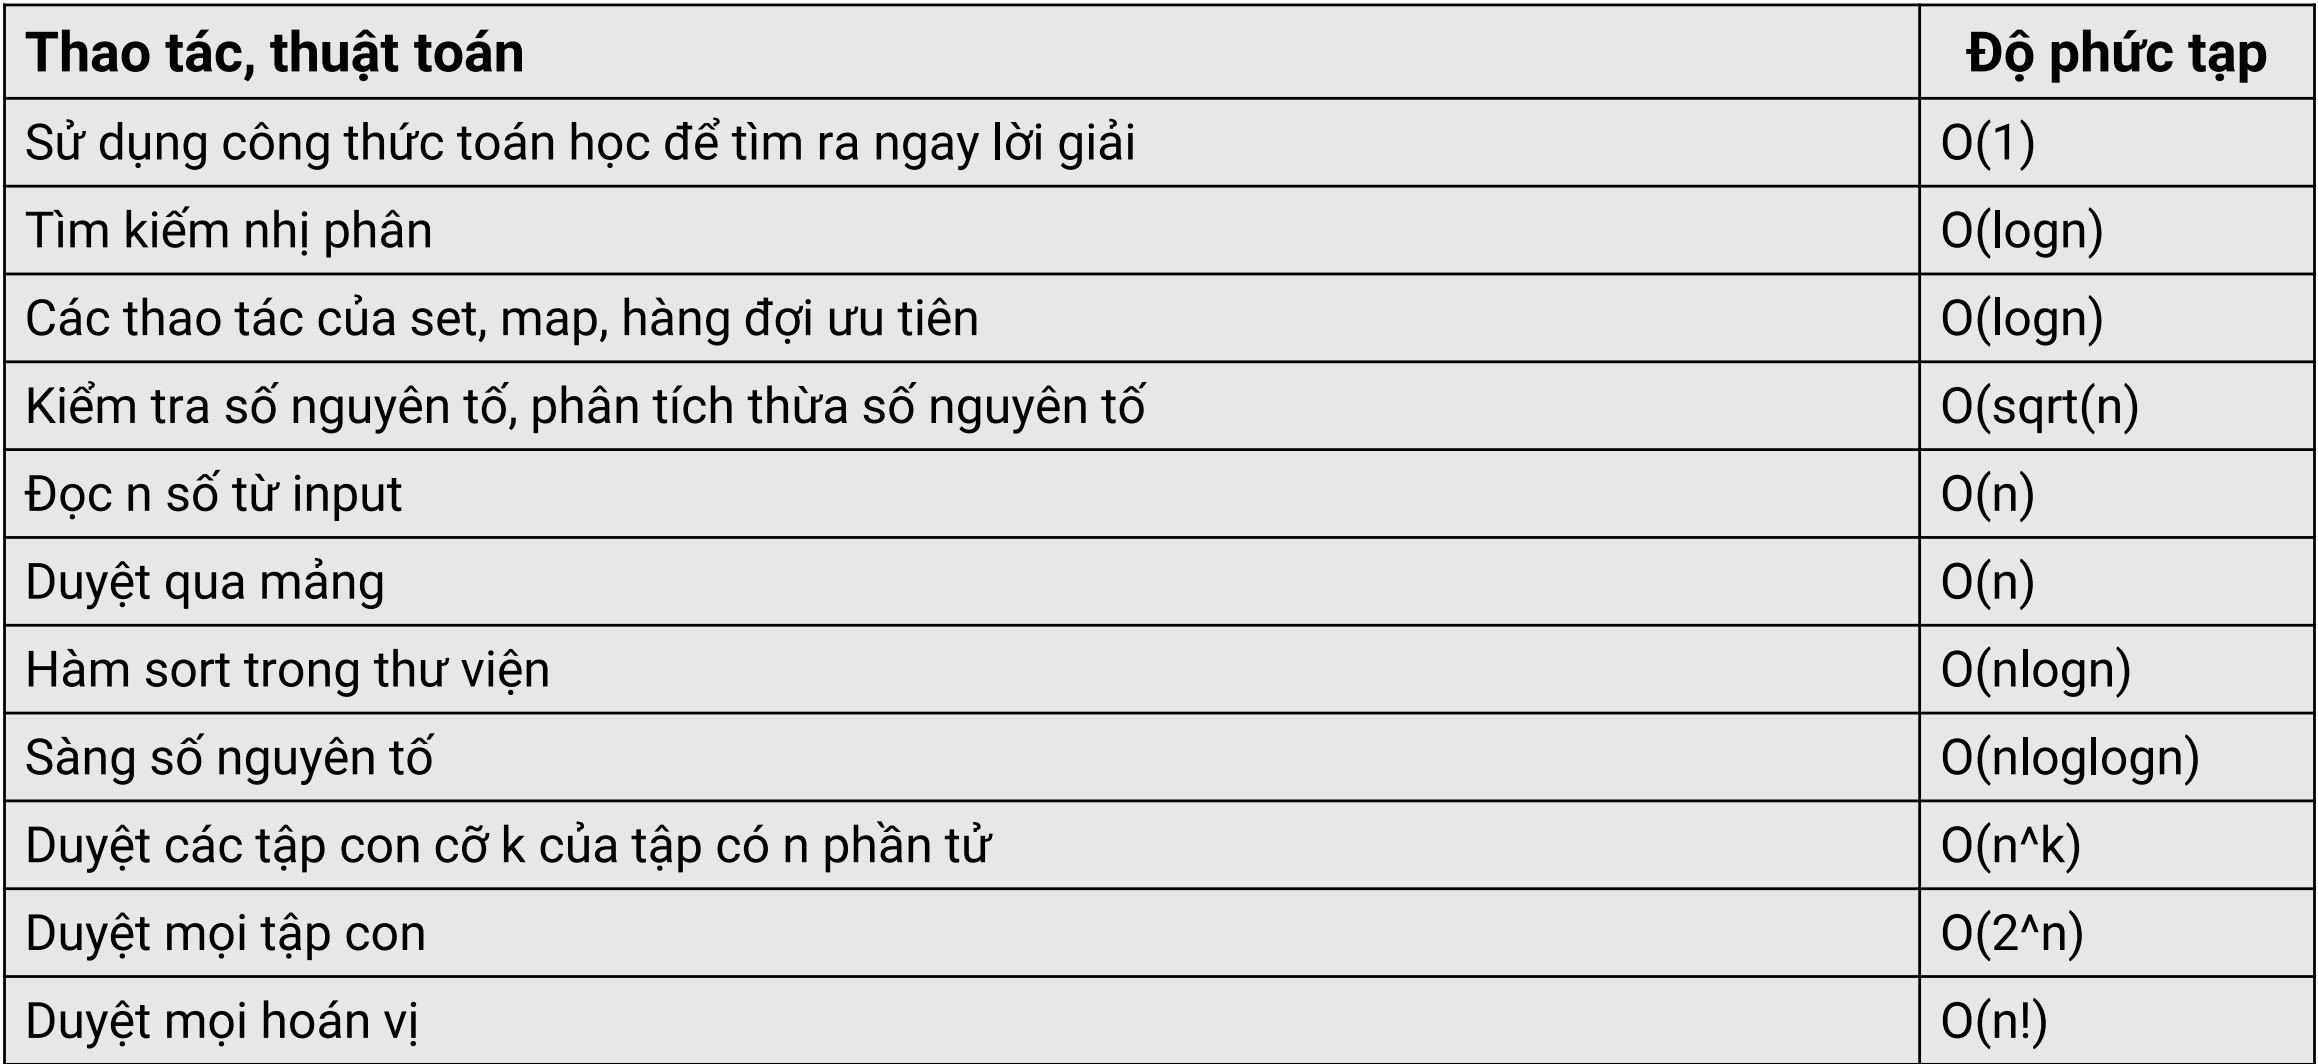 Thao tác, thuật toán Độ phức tạp
Sử dụng công thức toán học để tìm ra ngay lời giải O(1)
Tìm kiếm nhị phân O(logn)
Các thao tác của set, map, hàng đợi ưu tiên O(logn)
Kiểm tra số nguyên tố, phân tích thừa số nguyên tố O(sqrt(n)
Đọc n số từ input O(n)
Duyệt qua mảng O(n)
Hàm sort trong thư viện O(nlogn)
Sàng số nguyên tố O(nloglogn)
Duyệt các tập con cỡ k của tập có n phần tử O(n^k)
Duyệt mọi tập con O(2^n)
Duyệt mọi hoán vị O(n!)